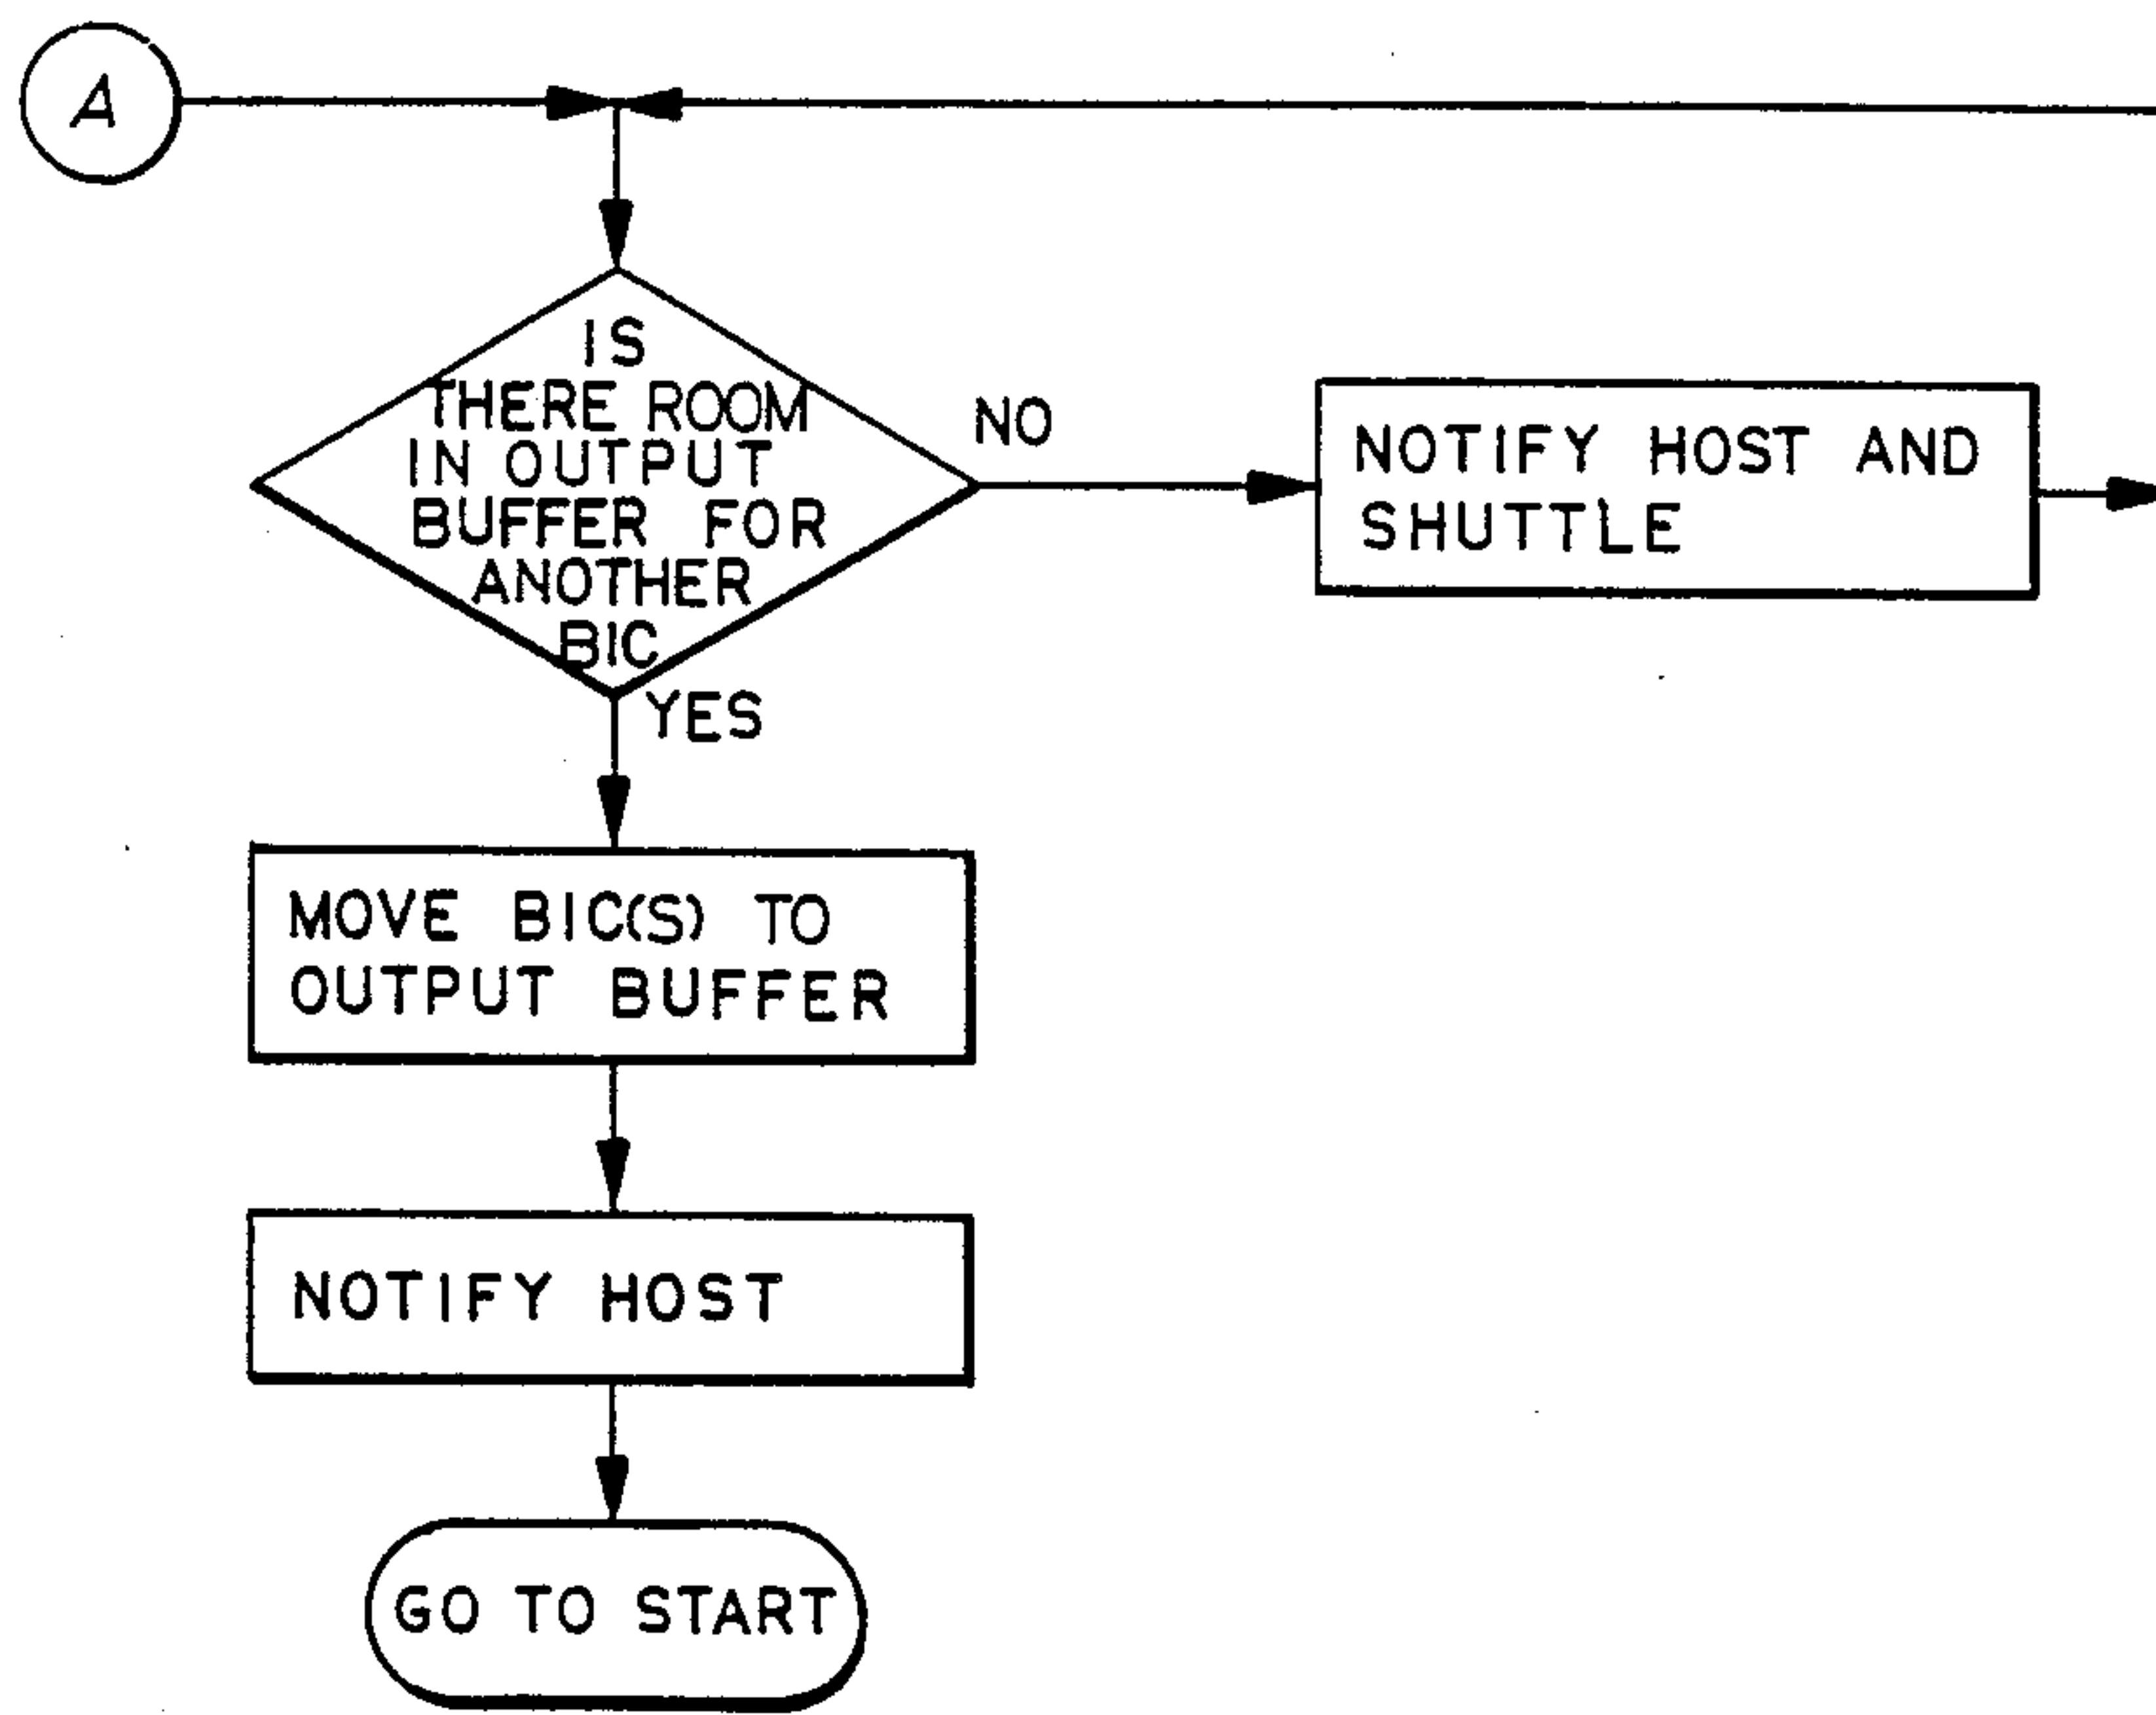 A
IS
THERE ROOM
IN OUTPUT
BUFFER FOR
ANOTHER
BIC
NO
NOTIFY HOST AND
SHUTTLE
YES
MOVE BIC(S) TO
OUTPUT BUFFER
NOTIFY HOST
GO TO START